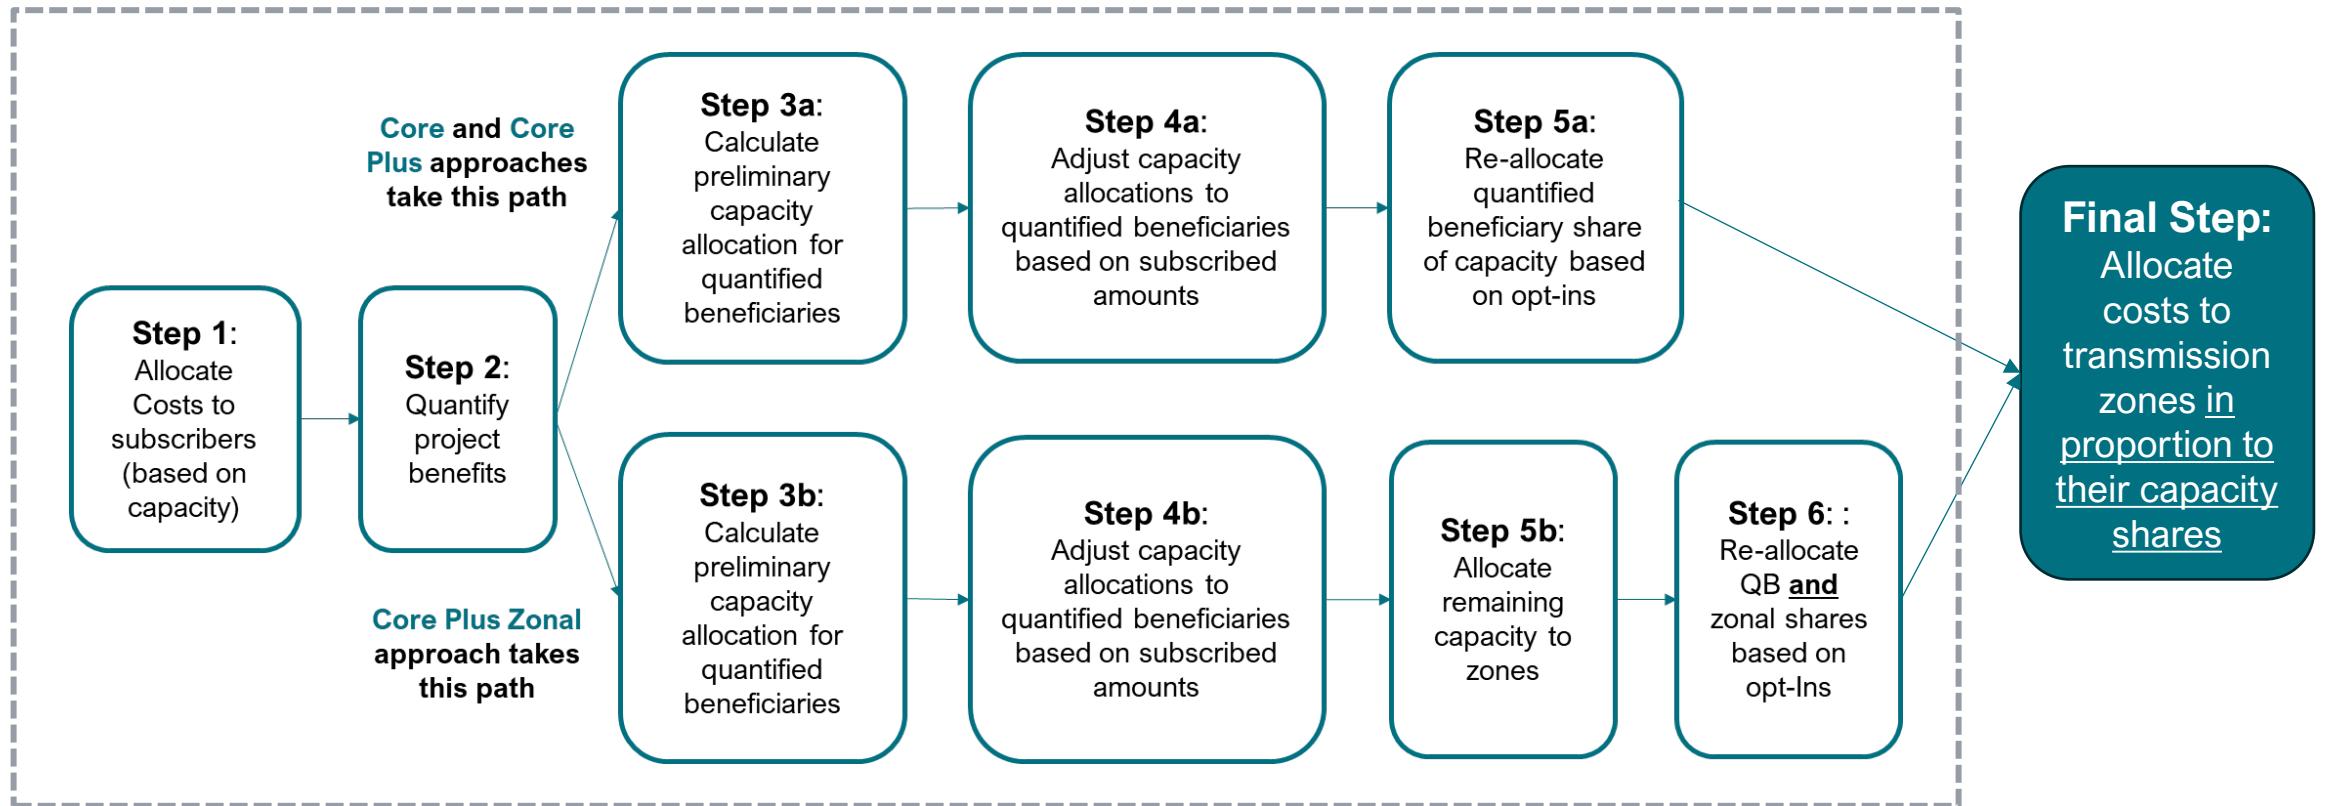 Step 1:
Allocate
Costs to
subscribers
(based on
capacity)
Step 2:
Quantify
project
benefits
Core and Core
Plus approaches
take this path
Step 3a:
Calculate
preliminary
capacity
allocation for
quantified
beneficiaries
Step 4a:
Adjust capacity
allocations to
quantified beneficiaries
based on subscribed
amounts
Step 5a:
Re-allocate
quantified
beneficiary share
of capacity based
on opt-ins
Core Plus Zonal
approach takes
this path
Step 3b:
Calculate
preliminary
capacity
allocation for
quantified
beneficiaries
Step 4b:
Adjust capacity
allocations to
quantified beneficiaries
based on subscribed
amounts
Step 5b:
Allocate
remaining
capacity to
zones
Step 6: :
Re-allocate
QB and
zonal shares
based on
opt-Ins
Final Step:
Allocate
costs to
transmission
zones in
proportion to
their capacity
shares